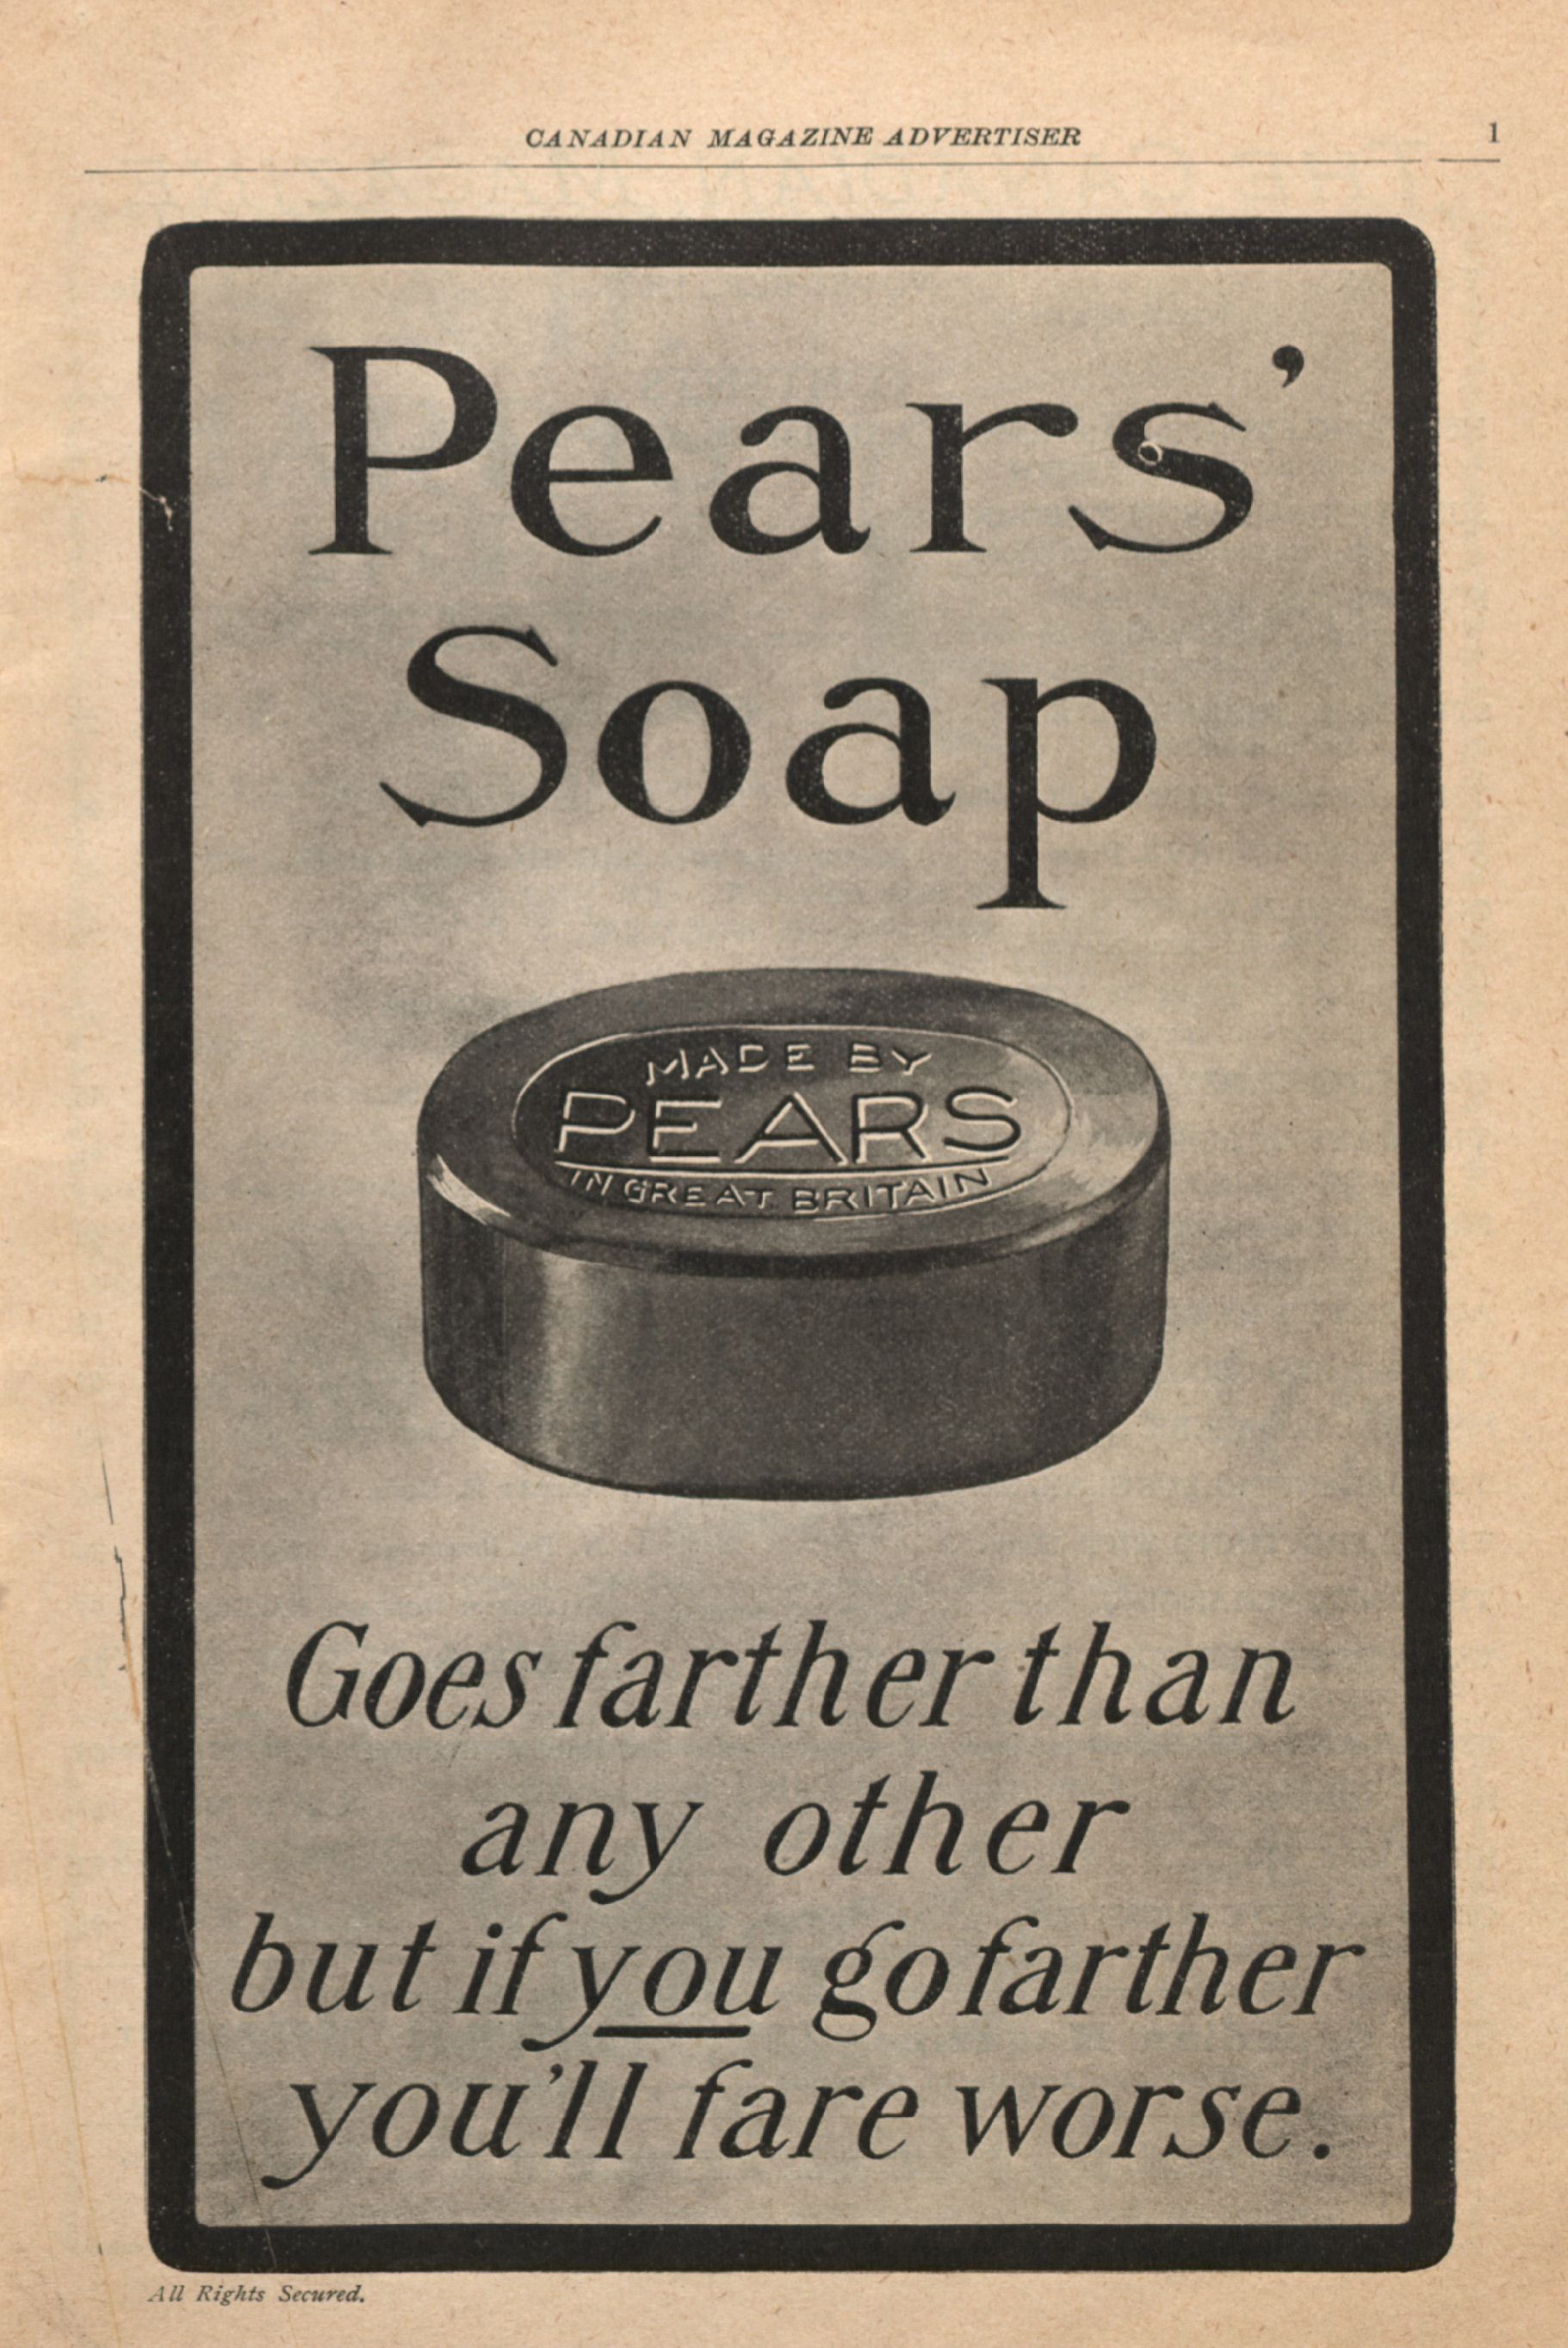 CANADIAN MAGAZINE ADVERTISER 1
Pears'
Soap
MADE BY
PEARS
IN GREAT BRITAIN
Goes farther than
any other
but if you go farther
you'll fare worse.
All Rights Secured.